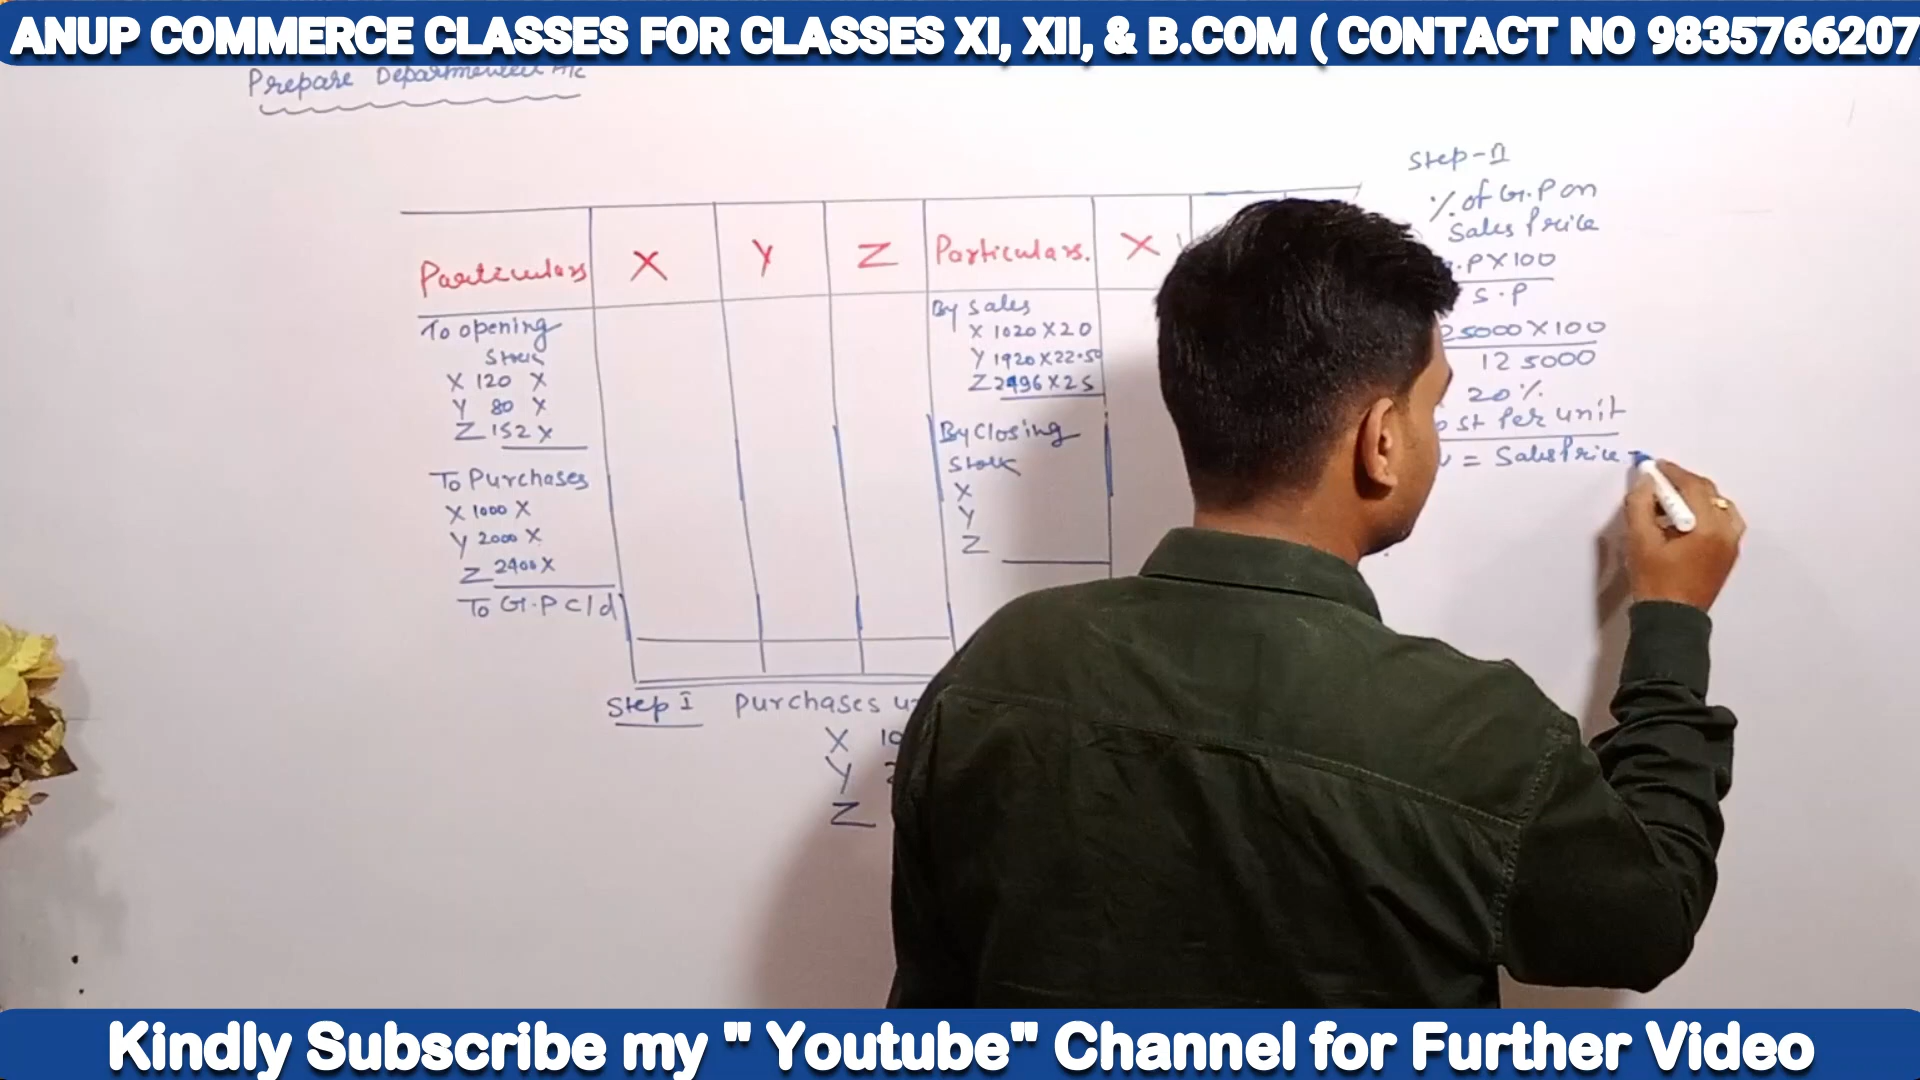 ANUP COMMERCE CLASSES FOR CLASSES XI, XII, & B.COM ( CONTACT NO 9835766207
Prepare Departmental A/c
Particulars X Y Z Particulars. X
To opening
Stock
X 120 X
Y 80 X
Z 152 X
To Purchases
X 1000 X
Y 2000 X
Z 2400 X
To G.P c/d
By Sales
X 1020 X 20
Y 1920 X 22.50
Z 2496 X 25
By Closing
Stock
X
Y
Z
Step I Purchases
X
Y
Z
Step-II
% of G.P on
Sales Price
.P X 100
S.P
25000 X 100
125000
20%
st Per unit
= Sales Price -
Kindly Subscribe my " Youtube" Channel for Further Video